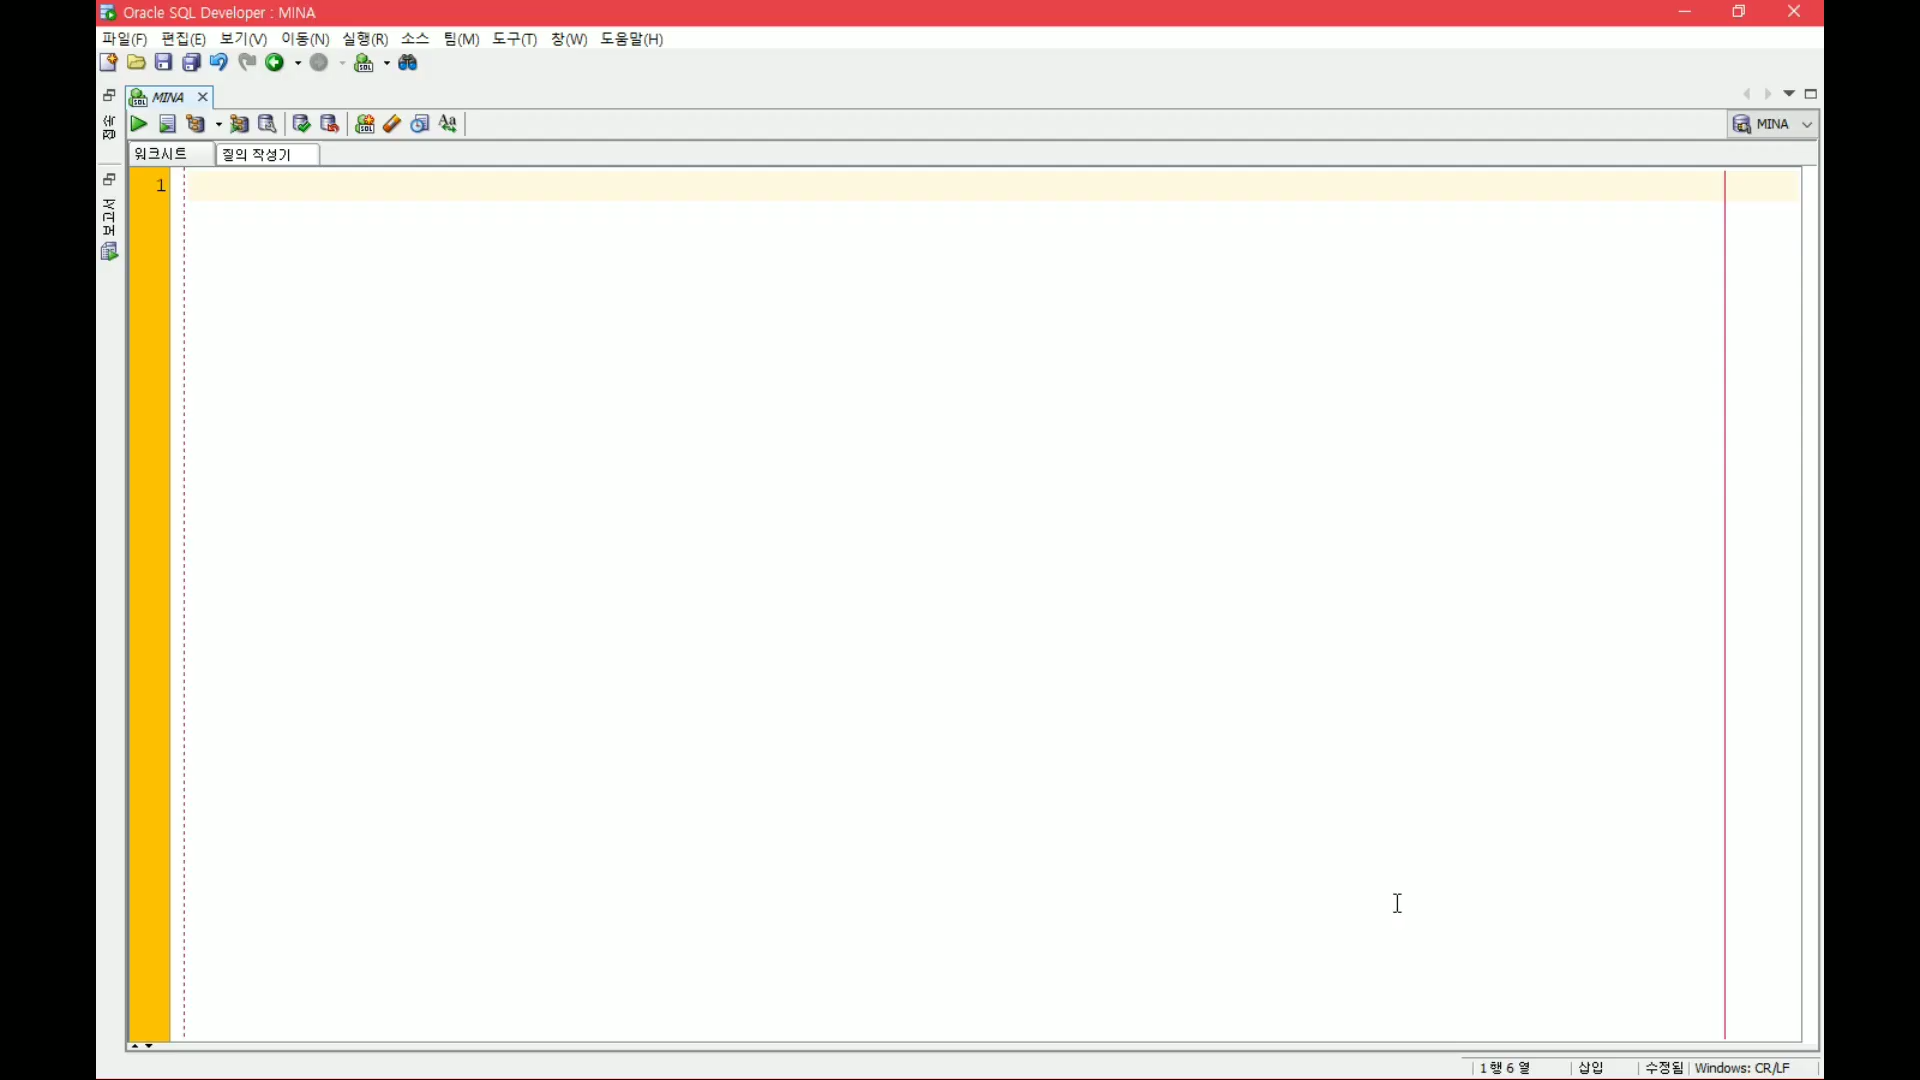 Oracle SQL Developer : MINA
파일(F) 편집(E) 보기(V) 이동(N) 실행(R) 소스 팀(M) 도구(T) 창(W) 도움말(H)
MINA
MINA
워크시트 질의 작성기
1
1행 6열 삽입 수정됨 Windows: CR/LF